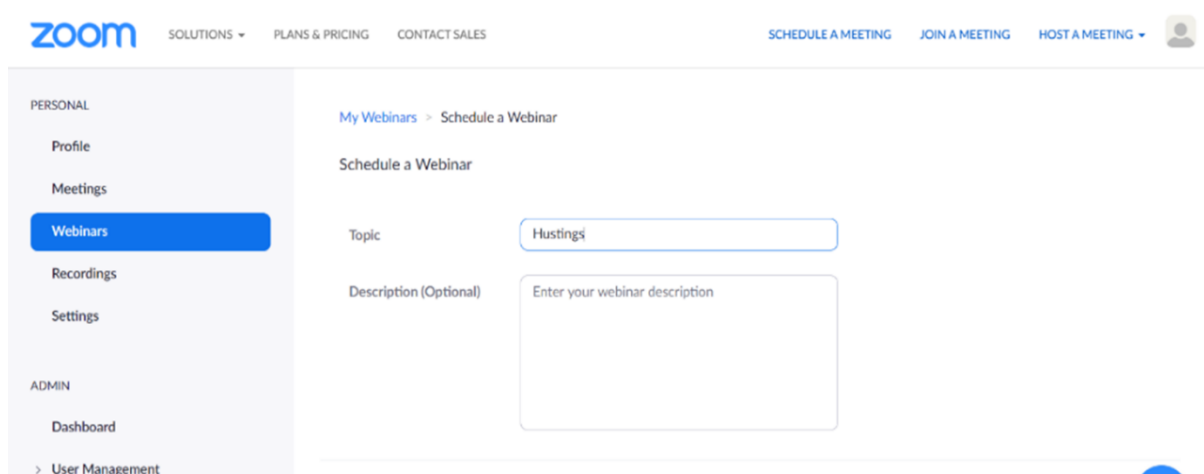 zoom SOLUTIONS PLANS & PRICING CONTACT SALES SCHEDULE A MEETING JOIN A MEETING HOST A MEETING
PERSONAL
Profile
Meetings
Webinars
Recordings
Settings
ADMIN
Dashboard
> User Management
My Webinars > Schedule a Webinar
Schedule a Webinar
Topic Hustings
Description (Optional) Enter your webinar description